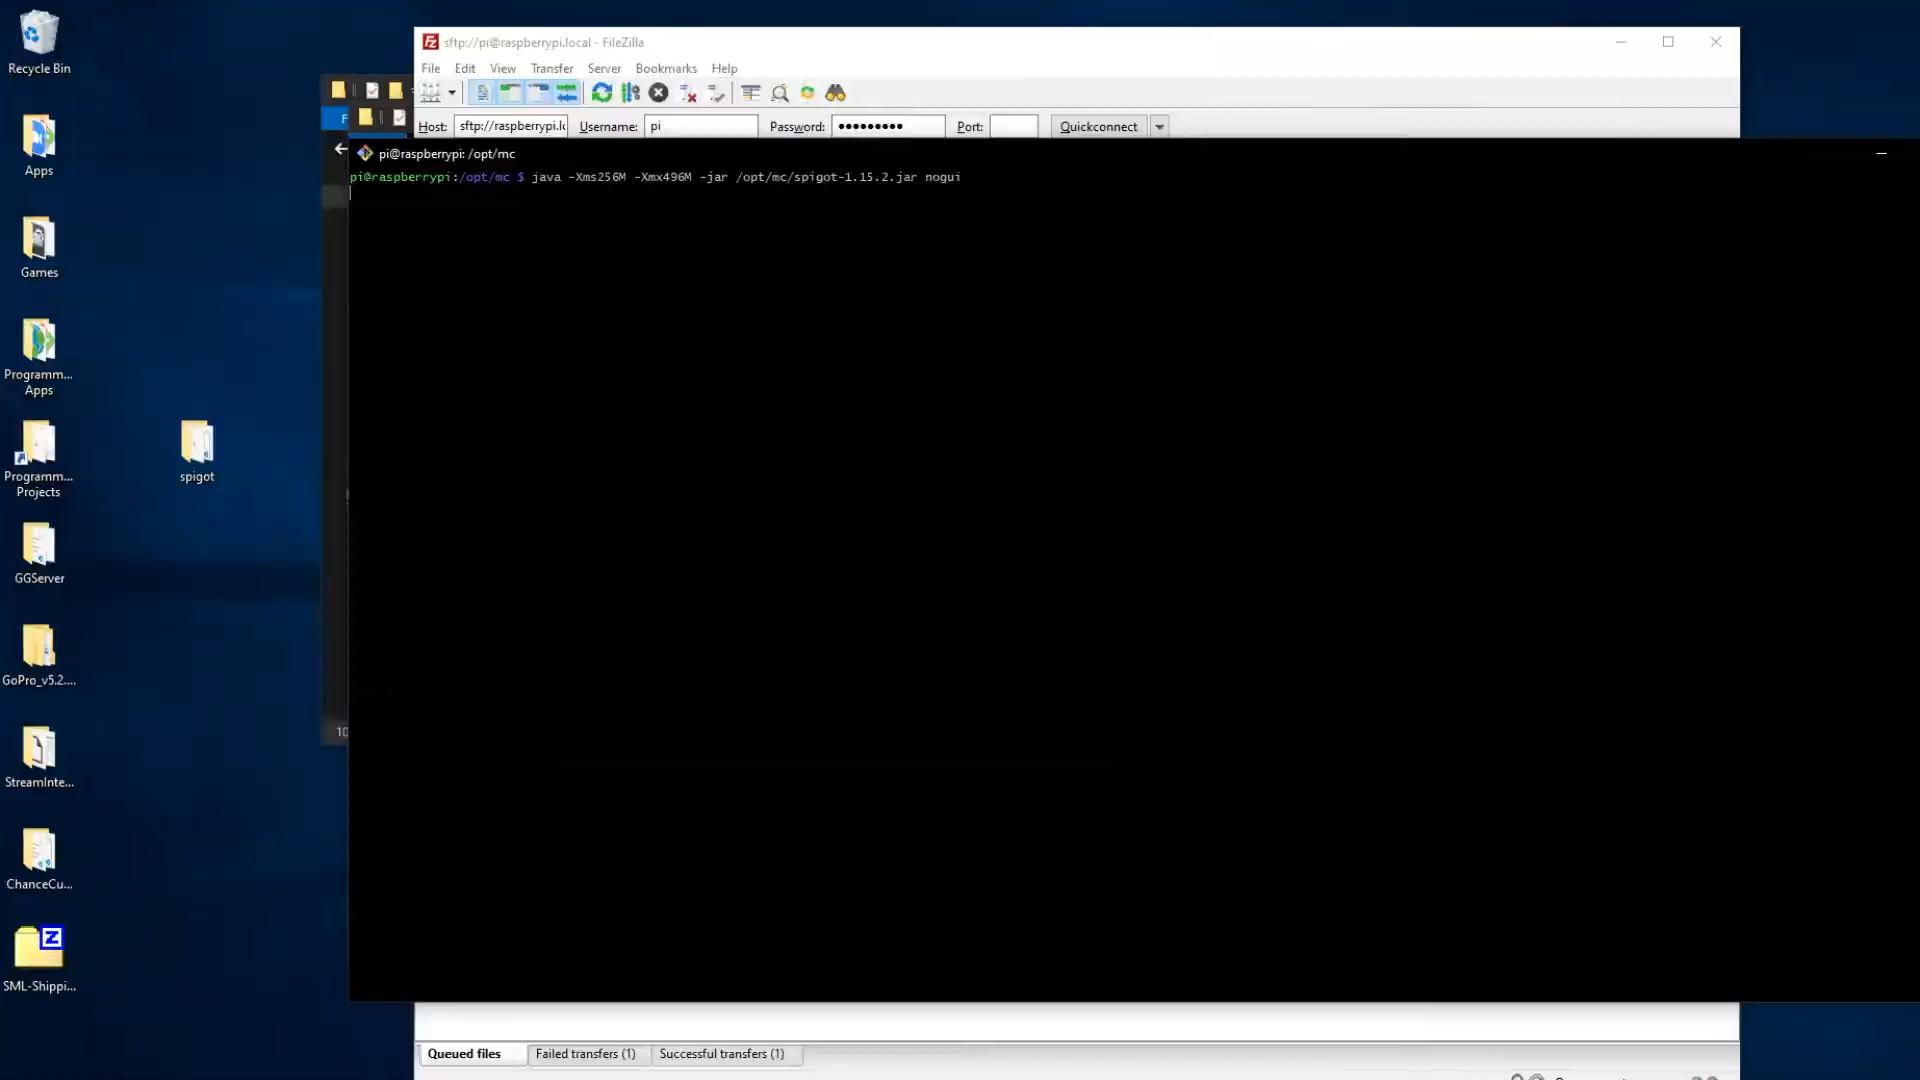 Recycle Bin
Apps
Games
Programm...
Apps
Programm...
Projects
GGServer
GoPro_v5.2....
StreamInte...
ChanceCu...
SML-Shippi...
spigot
sftp://pi@raspberrypi.local - FileZilla
File Edit View Transfer Server Bookmarks Help
Host: sftp://raspberrypi.lo Username: pi Password: ●●●●●●●●● Port: Quickconnect
pi@raspberrypi: /opt/mc
pi@raspberrypi:/opt/mc $ java -Xms256M -Xmx496M -jar /opt/mc/spigot-1.15.2.jar nogui
10
Queued files Failed transfers (1) Successful transfers (1)